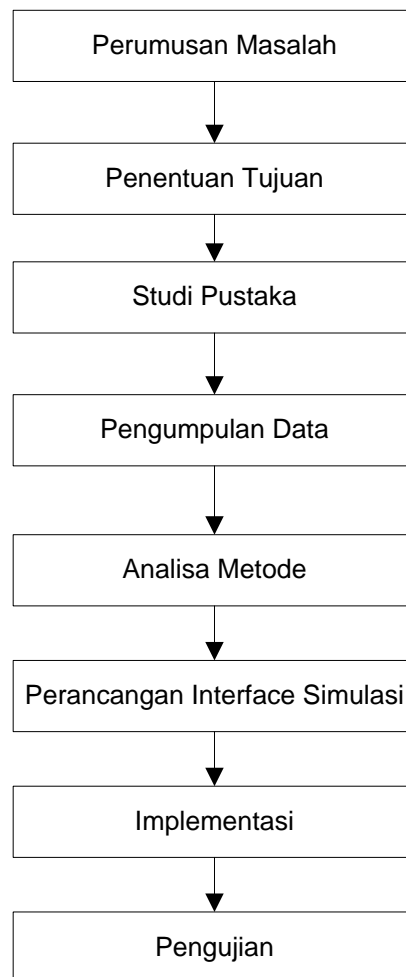 Perumusan Masalah
Penentuan Tujuan
Studi Pustaka
Pengumpulan Data
Analisa Metode
Perancangan Interface Simulasi
Implementasi
Pengujian